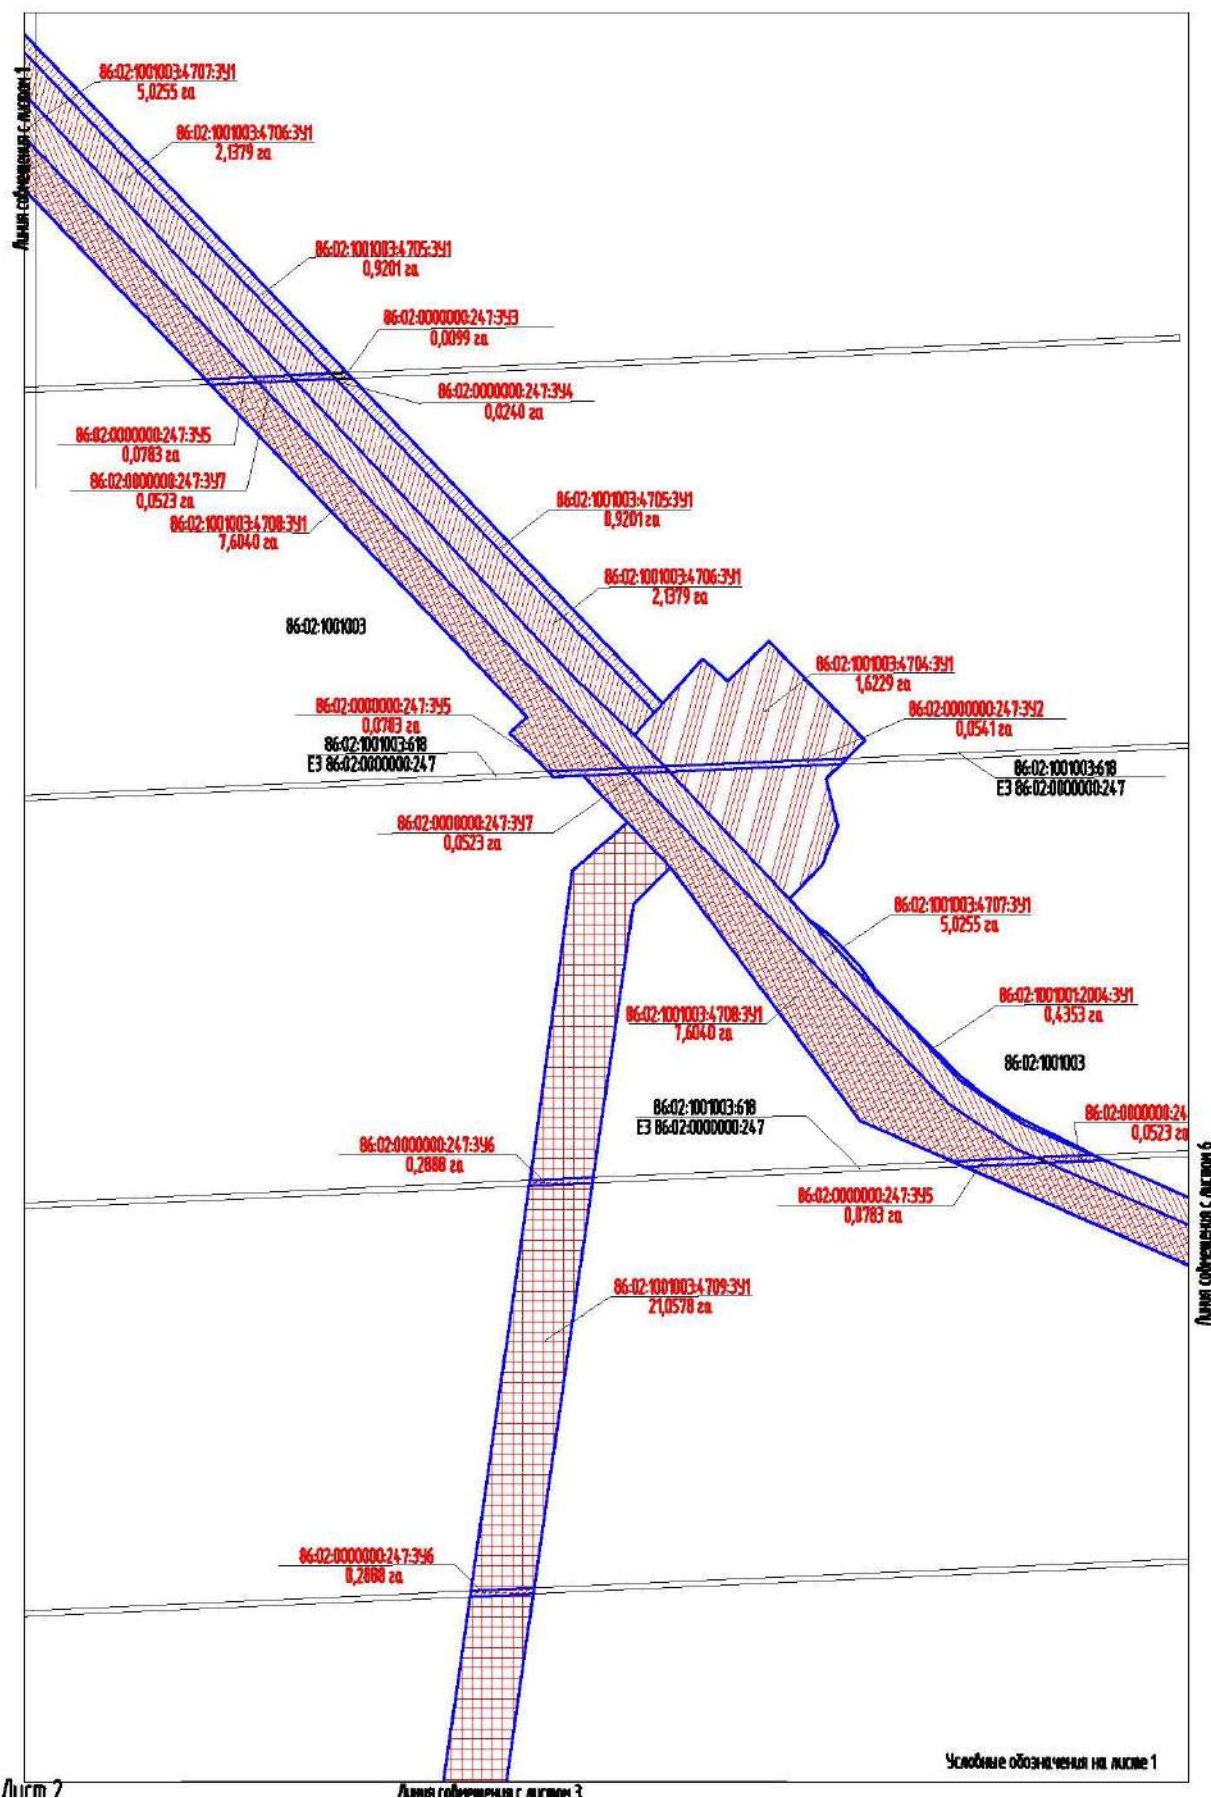 Линия совмещения с листом 1
86:02:1001003:4707:ЗУ1
5,0255 га
86:02:1001003:4706:ЗУ1
2,1379 га
86:02:1001003:4705:ЗУ1
0,9201 га
86:02:0000000:247:ЗУ3
0,0099 га
86:02:0000000:247:ЗУ4
0,0240 га
86:02:0000000:247:ЗУ5
0,0783 га
86:02:0000000:247:ЗУ7
0,0523 га
86:02:1001003:4708:ЗУ1
7,6040 га
86:02:1001003:4705:ЗУ1
0,9201 га
86:02:1001003:4706:ЗУ1
2,1379 га
86:02:1001003
86:02:1001003:4704:ЗУ1
1,6229 га
86:02:0000000:247:ЗУ5
0,0783 га
86:02:0000000:247:ЗУ2
0,0541 га
86:02:1001003:618
ЕЗ 86:02:0000000:247
86:02:1001003:618
ЕЗ 86:02:0000000:247
86:02:0000000:247:ЗУ7
0,0523 га
86:02:1001003:4707:ЗУ1
5,0255 га
86:02:1001001:2004:ЗУ1
0,4353 га
86:02:1001003:4708:ЗУ1
7,6040 га
86:02:1001003
86:02:1001003:618
ЕЗ 86:02:0000000:247
86:02:0000000:24
0,0523 га
86:02:0000000:247:ЗУ6
0,2888 га
86:02:0000000:247:ЗУ5
0,0783 га
Линия совмещения с листом 6
86:02:1001003:4709:ЗУ1
21,0578 га
86:02:0000000:247:ЗУ6
0,2888 га
Условные обозначения на листе 1
Лист 2
Линия совмещения с листом 3